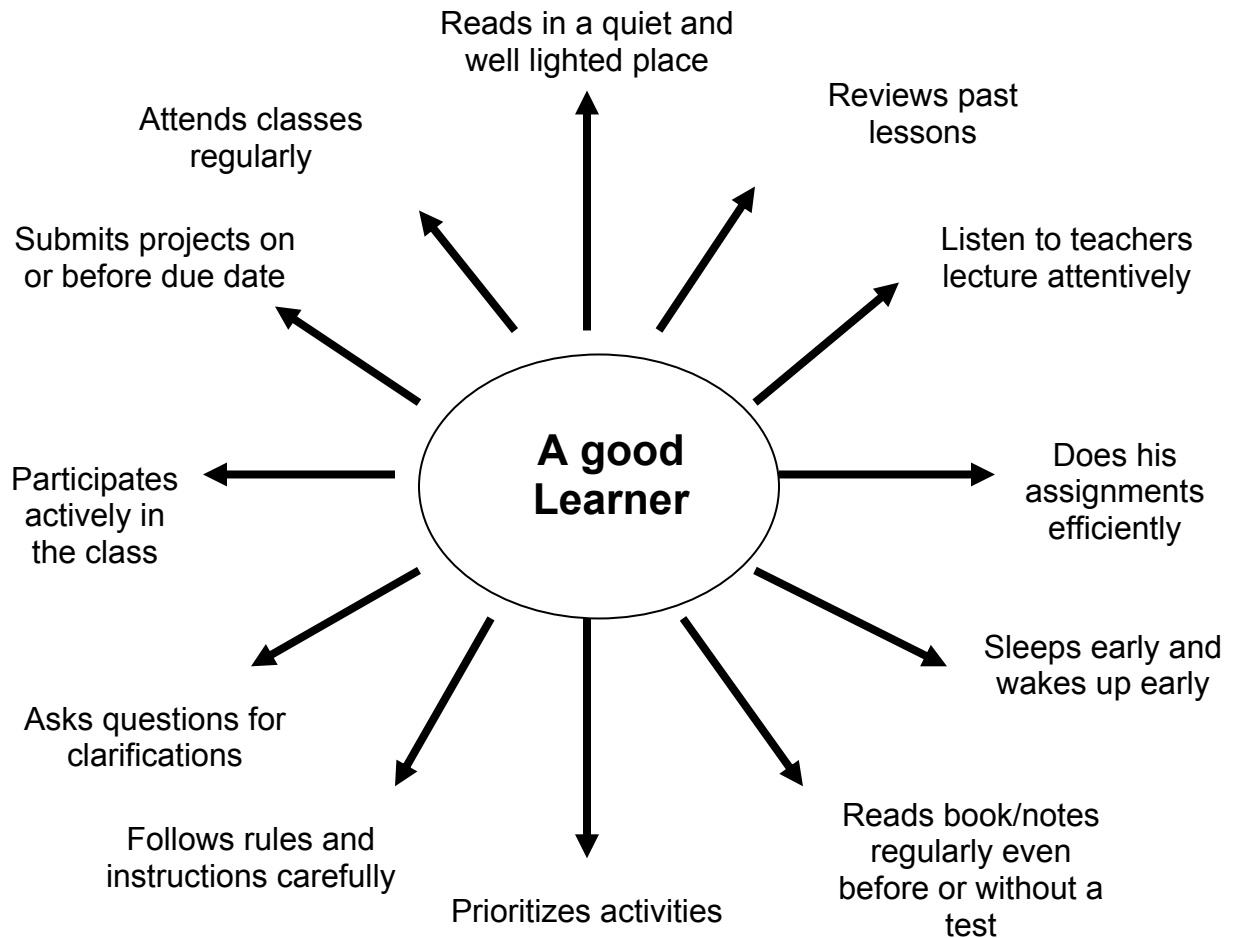 Reads in a quiet and
well lighted place
Reviews past
lessons
Attends classes
regularly
Submits projects on
or before due date
Listen to teachers
lecture attentively
A good
Learner
Participates
actively in
the class
Does his
assignments
efficiently
Sleeps early and
wakes up early
Asks questions for
clarifications
Follows rules and
instructions carefully
Prioritizes activities
Reads book/notes
regularly even
before or without a
test